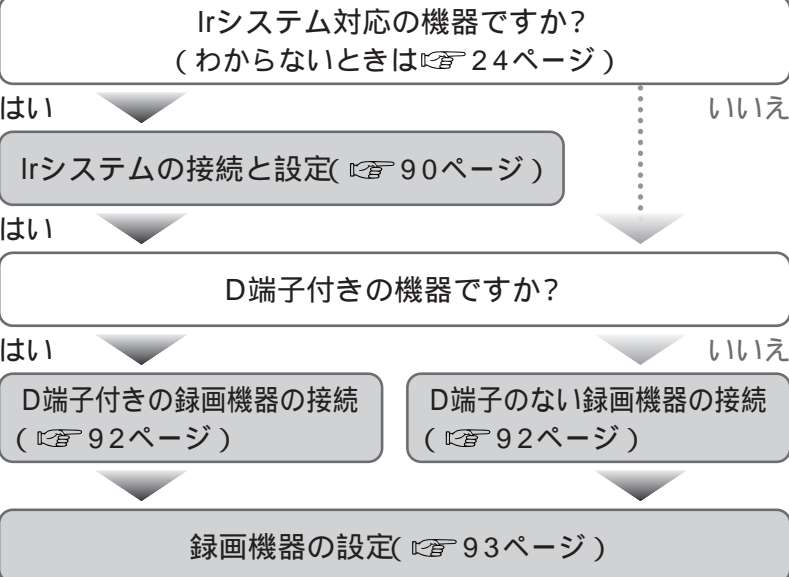 Irシステム対応の機器ですか？
（わからないときは☞24ページ）
はい いいえ
Irシステムの接続と設定（☞90ページ）
はい
D端子付きの機器ですか？
はい いいえ
D端子付きの録画機器の接続
（☞92ページ）
D端子のない録画機器の接続
（☞92ページ）
録画機器の設定（☞93ページ）